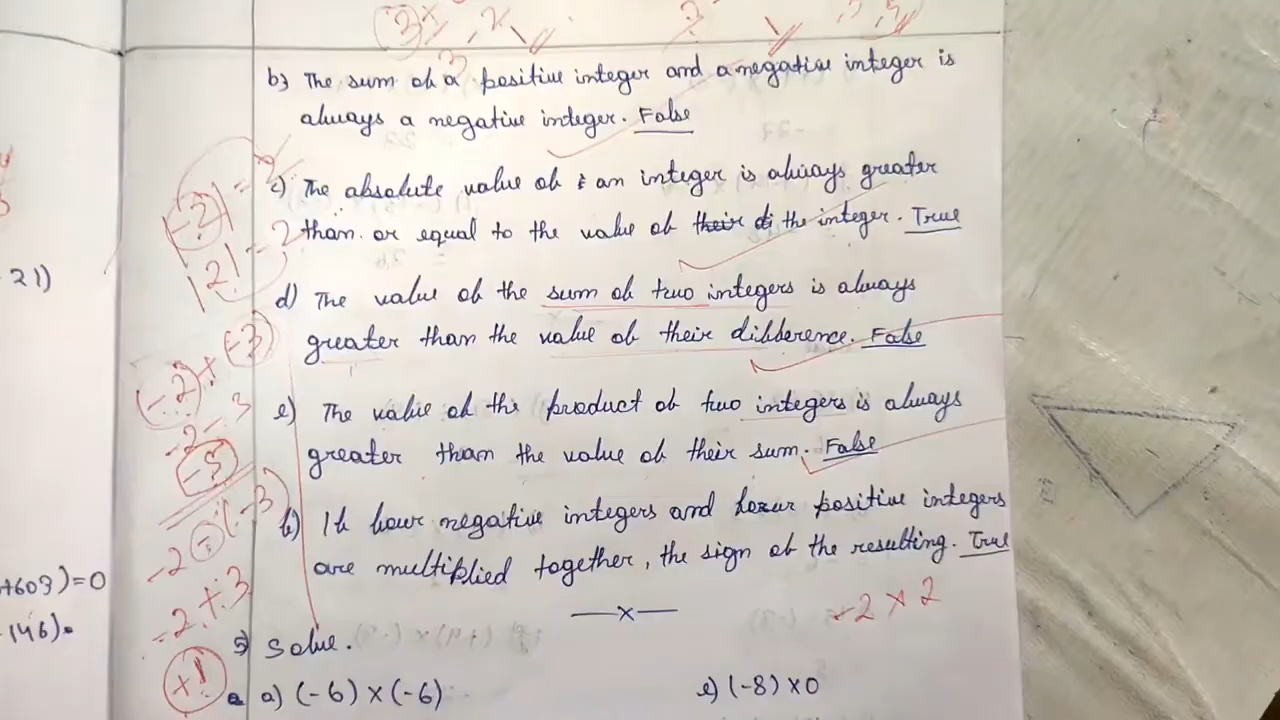 b) The sum of a positive integer and a negative integer is
always a negative integer. False
c) The absolute value of an integer is always greater
than or equal to the value of their the integer. True
21)
d) The value of the sum of two integers is always
greater than the value of their difference. False
e) The value of the product of two integers is always
greater than the value of their sum. False
f) If four negative integers and four positive integers
are multiplied together, the sign of the resulting. True
+603)=0
146).
—x—
5) Solve.
a) (-6) x (-6)
e) (-8) x 0
|-2| = 2
|2| = 2
(-2) + (-3)
-2 - 3
-5
-2 - (-3)
-2 + 3
+1
-2 x 2